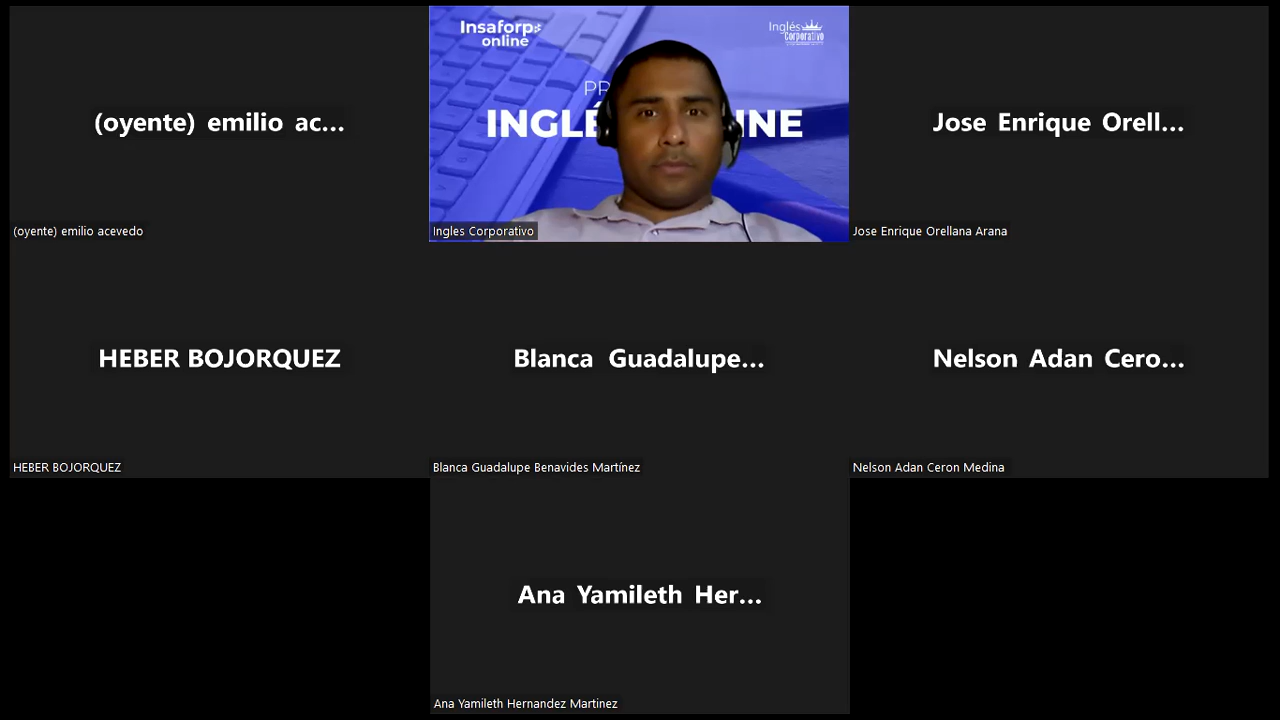 (oyente) emilio ac...
(oyente) emilio acevedo
Insaforp
online
Inglés
Corporativo
PR
INGLÉ
INE
Ingles Corporativo
Jose Enrique Orell...
Jose Enrique Orellana Arana
HEBER BOJORQUEZ
HEBER BOJORQUEZ
Blanca Guadalupe...
Blanca Guadalupe Benavides Martínez
Nelson Adan Cero...
Nelson Adan Ceron Medina
Ana Yamileth Her...
Ana Yamileth Hernandez Martinez